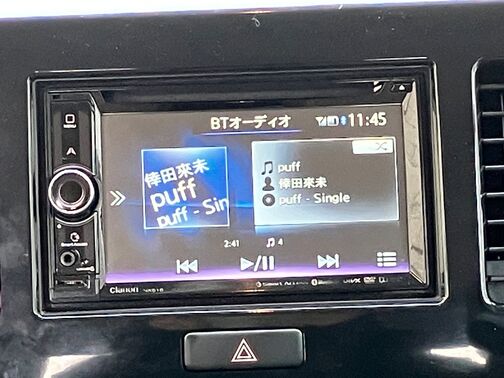 BTオーディオ
11:45
MENU
倖田來未
puff
puff - Sin
puff
倖田來未
puff - Single
2:41
4
Clarion